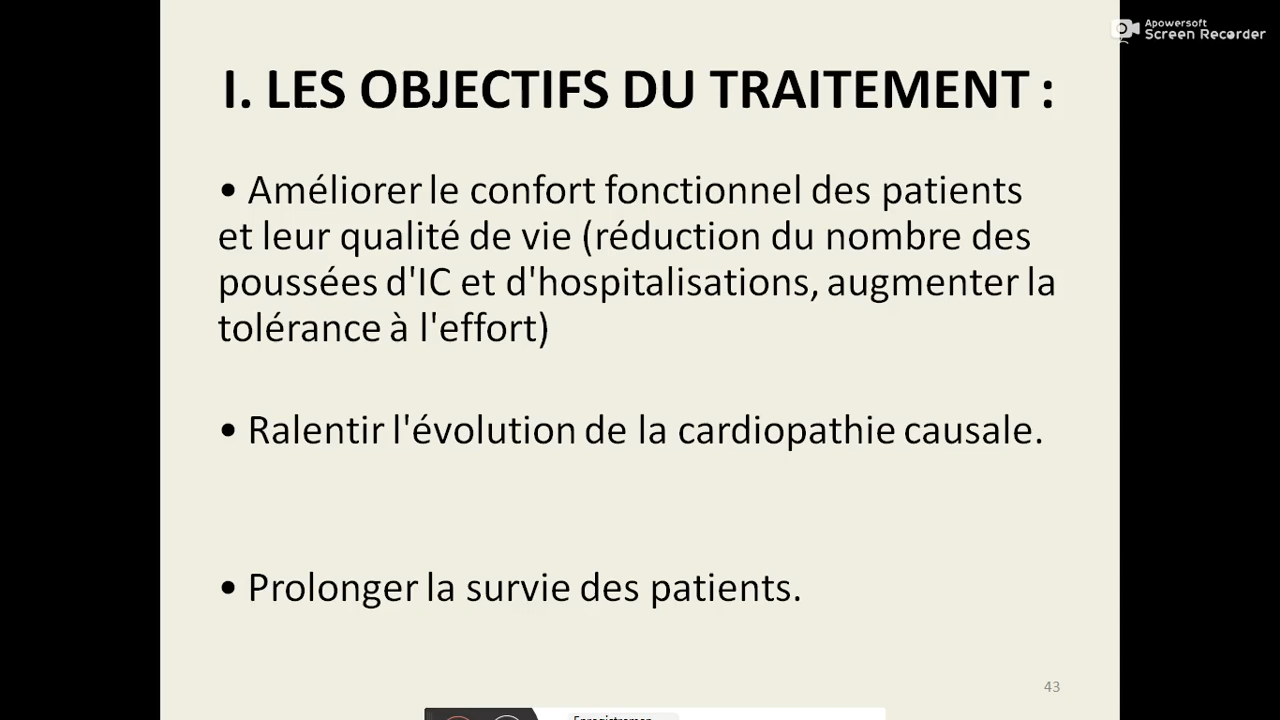 Apowersoft
Screen Recorder
I. LES OBJECTIFS DU TRAITEMENT :
• Améliorer le confort fonctionnel des patients
et leur qualité de vie (réduction du nombre des
poussées d'IC et d'hospitalisations, augmenter la
tolérance à l'effort)
• Ralentir l'évolution de la cardiopathie causale.
• Prolonger la survie des patients.
43